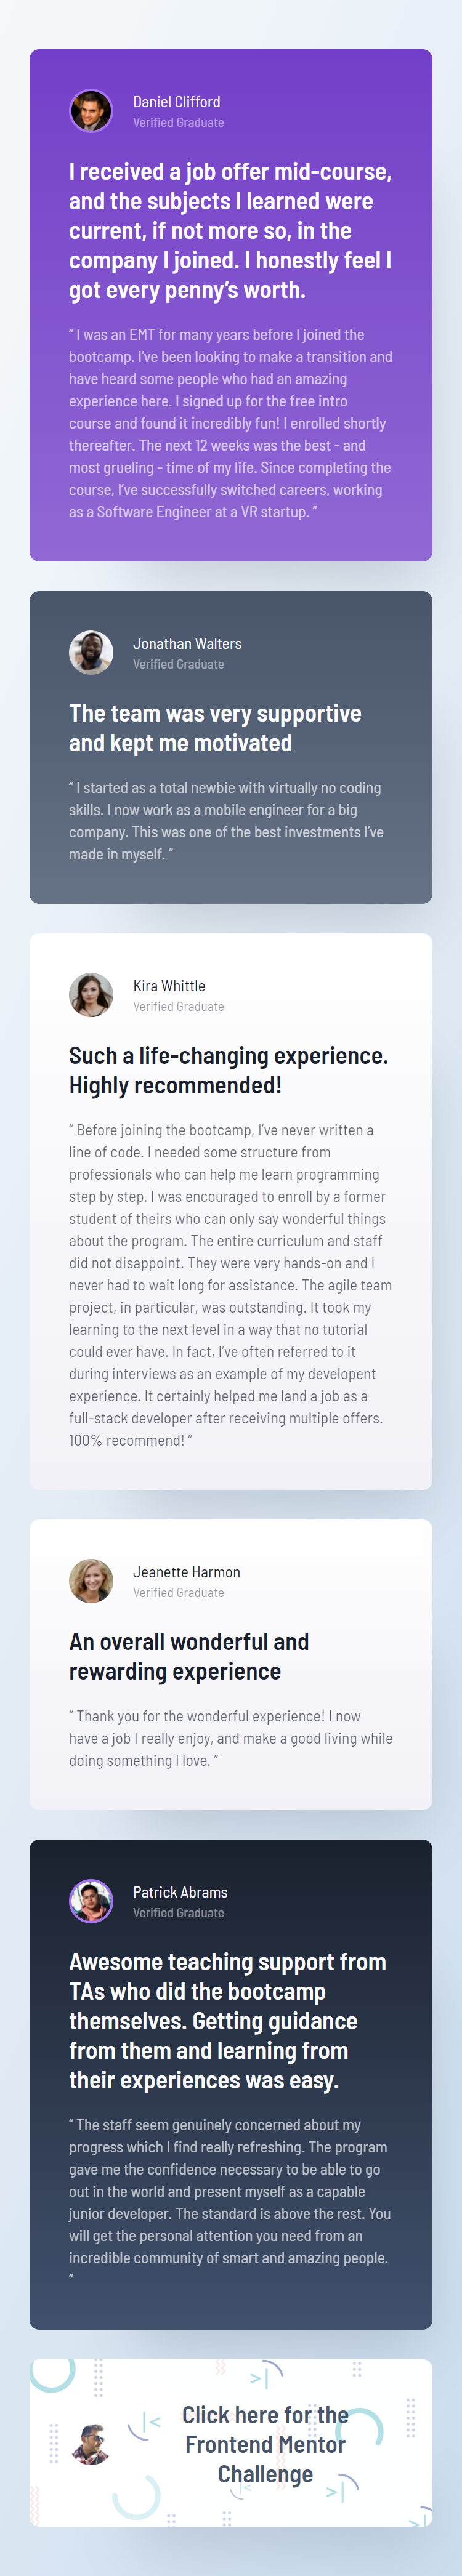 Daniel Clifford
Verified Graduate
I received a job offer mid-course,
and the subjects I learned were
current, if not more so, in the
company I joined. I honestly feel I
got every penny’s worth.
“ I was an EMT for many years before I joined the
bootcamp. I’ve been looking to make a transition and
have heard some people who had an amazing
experience here. I signed up for the free intro
course and found it incredibly fun! I enrolled shortly
thereafter. The next 12 weeks was the best - and
most grueling - time of my life. Since completing the
course, I’ve successfully switched careers, working
as a Software Engineer at a VR startup. ”
Jonathan Walters
Verified Graduate
The team was very supportive
and kept me motivated
“ I started as a total newbie with virtually no coding
skills. I now work as a mobile engineer for a big
company. This was one of the best investments I’ve
made in myself. “
Kira Whittle
Verified Graduate
Such a life-changing experience.
Highly recommended!
“ Before joining the bootcamp, I’ve never written a
line of code. I needed some structure from
professionals who can help me learn programming
step by step. I was encouraged to enroll by a former
student of theirs who can only say wonderful things
about the program. The entire curriculum and staff
did not disappoint. They were very hands-on and I
never had to wait long for assistance. The agile team
project, in particular, was outstanding. It took my
learning to the next level in a way that no tutorial
could ever have. In fact, I’ve often referred to it
during interviews as an example of my developent
experience. It certainly helped me land a job as a
full-stack developer after receiving multiple offers.
100% recommend! “
Jeanette Harmon
Verified Graduate
An overall wonderful and
rewarding experience
“ Thank you for the wonderful experience! I now
have a job I really enjoy, and make a good living while
doing something I love. ”
Patrick Abrams
Verified Graduate
Awesome teaching support from
TAs who did the bootcamp
themselves. Getting guidance
from them and learning from
their experiences was easy.
“ The staff seem genuinely concerned about my
progress which I find really refreshing. The program
gave me the confidence necessary to be able to go
out in the world and present myself as a capable
junior developer. The standard is above the rest. You
will get the personal attention you need from an
incredible community of smart and amazing people.
”
Click here for the
Frontend Mentor
Challenge